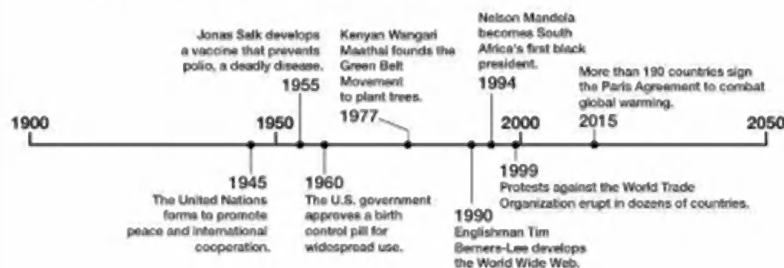 Jonas Salk develops
a vaccine that prevents
polio, a deadly disease.
1955
Kenyan Wangari
Maathai founds the
Green Belt
Movement
to plant trees.
1977
Nelson Mandela
becomes South
Africa's first black
president.
1994
More than 190 countries sign
the Paris Agreement to combat
global warming.
2015
1900
1950
2000
2050
1945
The United Nations
forms to promote
peace and international
cooperation.
1960
The U.S. government
approves a birth
control pill for
widespread use.
1990
Englishman Tim
Berners-Lee develops
the World Wide Web.
1999
Protests against the World Trade
Organization erupt in dozens of countries.